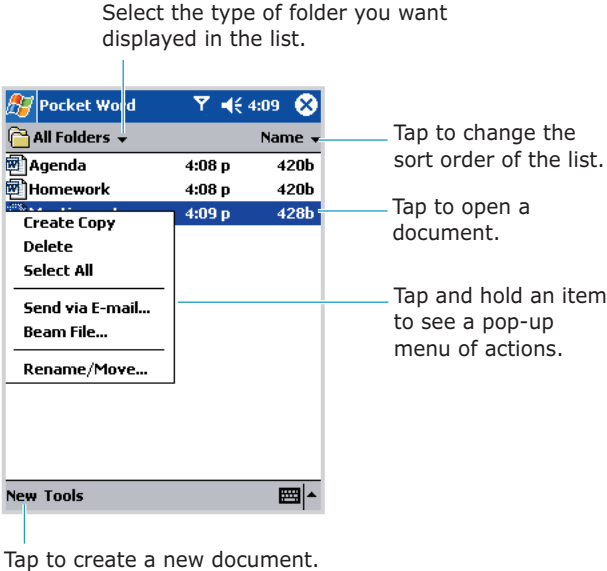 Select the type of folder you want
displayed in the list.
Pocket Word 4:09
All Folders Name
Agenda 4:08 p 420b
Homework 4:08 p 420b
4:09 p 428b
Create Copy
Delete
Select All
Send via E-mail...
Beam File...
Rename/Move...
New Tools
Tap to change the
sort order of the list.
Tap to open a
document.
Tap and hold an item
to see a pop-up
menu of actions.
Tap to create a new document.